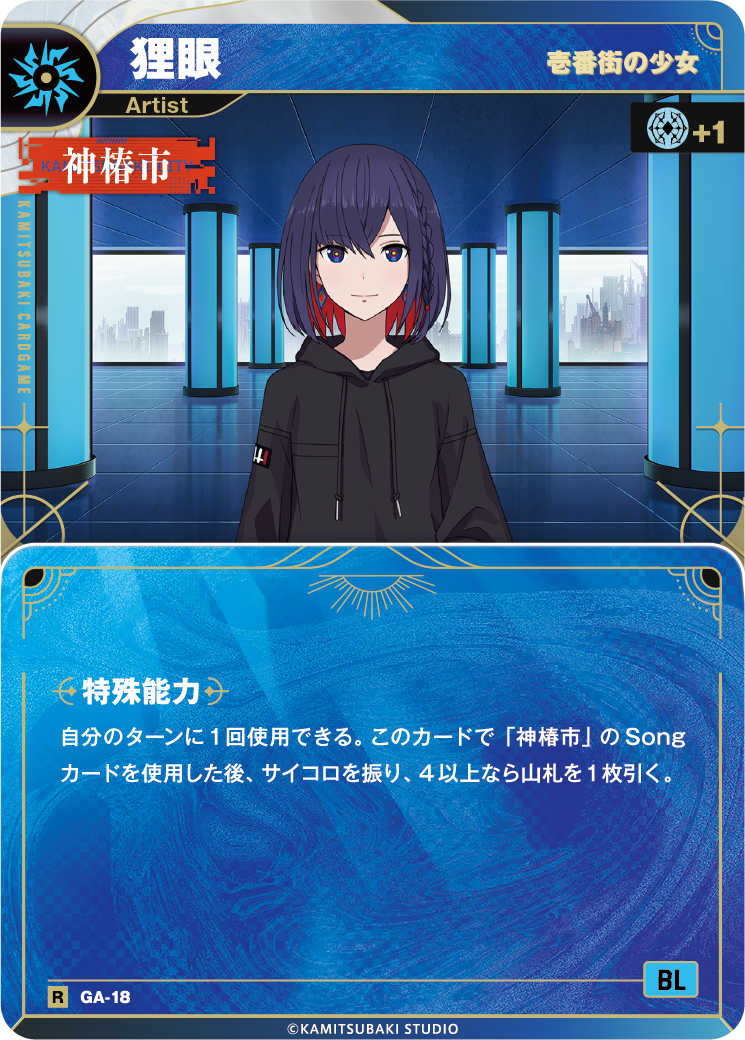 狸眼
壱番街の少女
Artist
+1
KAMITSUBAKI CITY
神椿市
KAMITSUBAKI CARDGAME
特殊能力
自分のターンに1回使用できる。このカードで「神椿市」のSong
カードを使用した後、サイコロを振り、4以上なら山札を1枚引く。
BL
R GA-18
©KAMITSUBAKI STUDIO